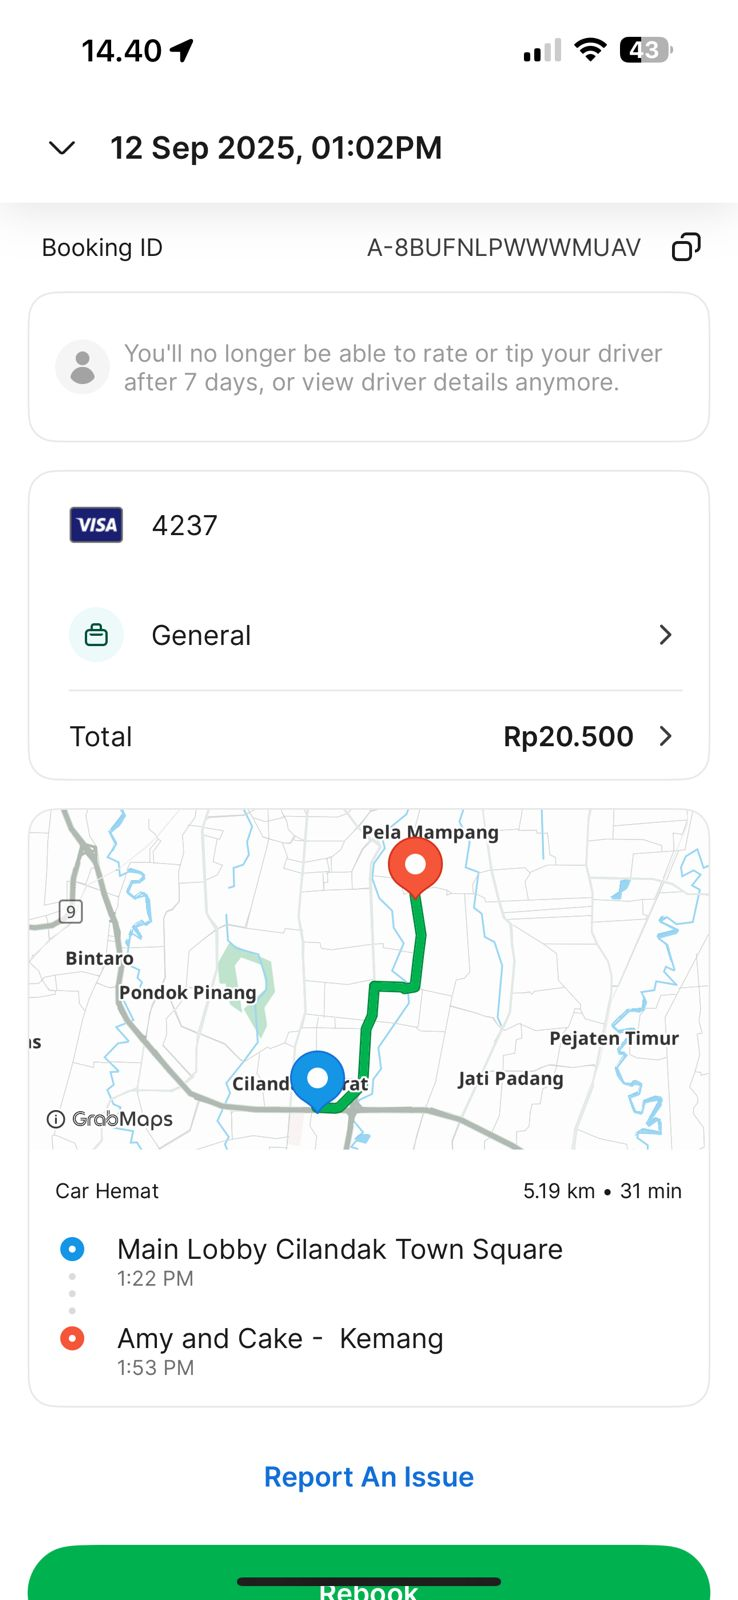 14.40
43
12 Sep 2025, 01:02PM
Booking ID
A-8BUFNLPWWWMUAV
You'll no longer be able to rate or tip your driver
after 7 days, or view driver details anymore.
VISA
4237
General
Total
Rp20.500
Pela Mampang
9
Bintaro
Pondok Pinang
as
Pejaten Timur
Ciland
rat
Jati Padang
GrabMaps
Car Hemat
5.19 km • 31 min
Main Lobby Cilandak Town Square
1:22 PM
Amy and Cake -  Kemang
1:53 PM
Report An Issue
Rebook